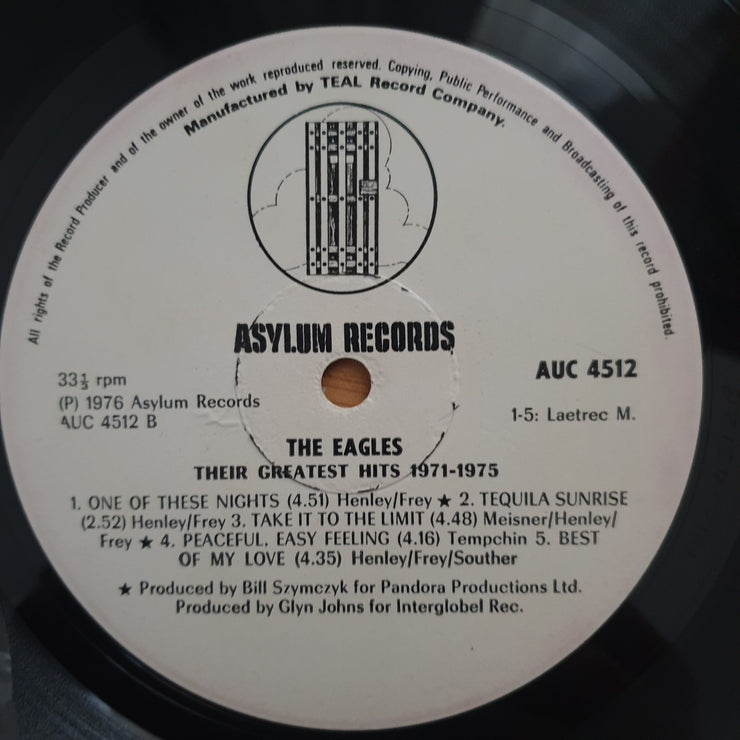 All rights of the Record Producer and of the owner of the work reproduced reserved. Copying, Public Performance and Broadcasting of this record prohibited.
Manufactured by TEAL Record Company.
ASYLUM RECORDS
33⅓ rpm
(P) 1976 Asylum Records
AUC 4512 B
AUC 4512
1-5: Laetrec M.
THE EAGLES
THEIR GREATEST HITS 1971-1975
1. ONE OF THESE NIGHTS (4.51) Henley/Frey ★ 2. TEQUILA SUNRISE
(2.52) Henley/Frey 3. TAKE IT TO THE LIMIT (4.48) Meisner/Henley/
Frey ★ 4. PEACEFUL, EASY FEELING (4.16) Tempchin 5. BEST
OF MY LOVE (4.35) Henley/Frey/Souther
★ Produced by Bill Szymczyk for Pandora Productions Ltd.
Produced by Glyn Johns for Interglobel Rec.